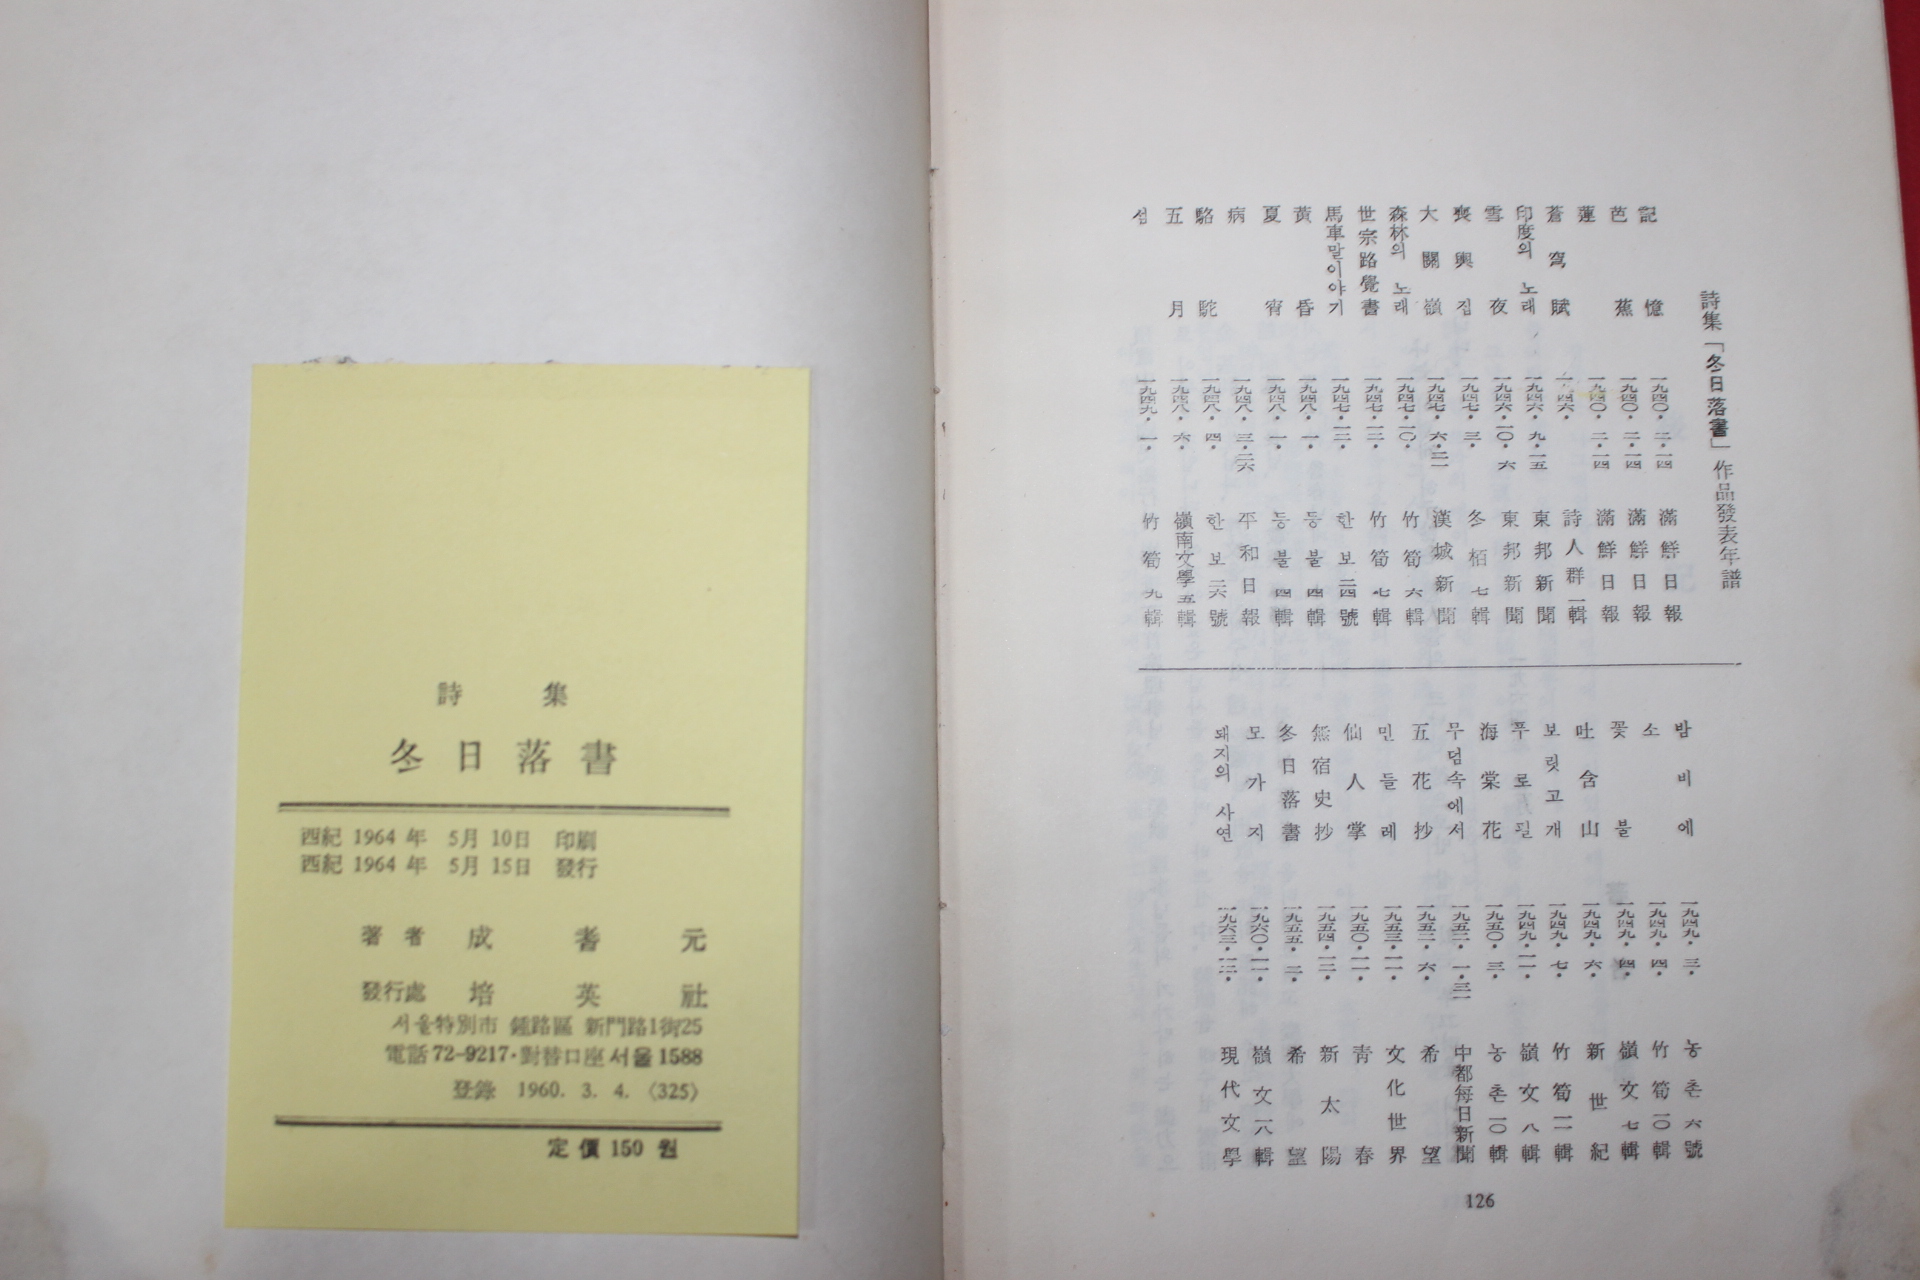 詩集「冬日落書」作品發表年譜
記憶 一九四〇・二・一四 滿鮮日報
芭蕉 一九四〇・二・一四 滿鮮日報
蓮 一九四〇・二・一四 滿鮮日報
蒼穹賦 一九四六・ 詩人群一輯
印度의 노래 一九四六・九・一五 東邦新聞
雪夜 一九四六・一〇・六 東邦新聞
喪輿집 一九四七・三・ 冬栢七輯
大關嶺 一九四七・六・二一 漢城新聞
森林의 노래 一九四七・一〇・ 竹筍六輯
世宗路覺書 一九四七・一二・ 竹筍七輯
馬車말이야기 一九四七・一二・ 한보二四號
黃昏 一九四八・一・ 등불四輯
夏宵 一九四八・一・ 등불四輯
病 一九四八・三・二六 平和日報
駱駝 一九四八・四・ 한보二六號
五月 一九四八・六・ 嶺南文學五輯
섬 一九四九・一・ 竹筍九輯
밤비에 一九四九・三・ 농촌六號
소 一九四九・四・ 竹筍一〇輯
꽃불 一九四九・四・ 嶺文七輯
吐含山 一九四九・六・ 新世紀
보릿고개 一九四九・七・ 竹筍一一輯
푸로필 一九四九・一一・ 嶺文八輯
海棠花 一九五〇・三・ 농촌一〇輯
무덤속에서 一九五二・一・三一 中都每日新聞
五花抄 一九五二・六・ 希望
민들레 一九五三・一一・ 文化世界
仙人掌 一九五〇・一一・ 靑春
無宿史抄 一九五四・一二・ 新太陽
冬日落書 一九五五・二・ 希望
모가지 一九六〇・一一・ 嶺文一八輯
돼지의 사연 一九六三・一二・ 現代文學
126
詩集
冬日落書
西紀 1964 年 5月 10日 印刷
西紀 1964 年 5月 15日 發行
著者 成耆元
發行處 培英社
서울特別市 鍾路區 新門路1街25
電話 72-9217・對替口座 서울 1588
登錄 1960. 3. 4. 〈325〉
定價 150 원